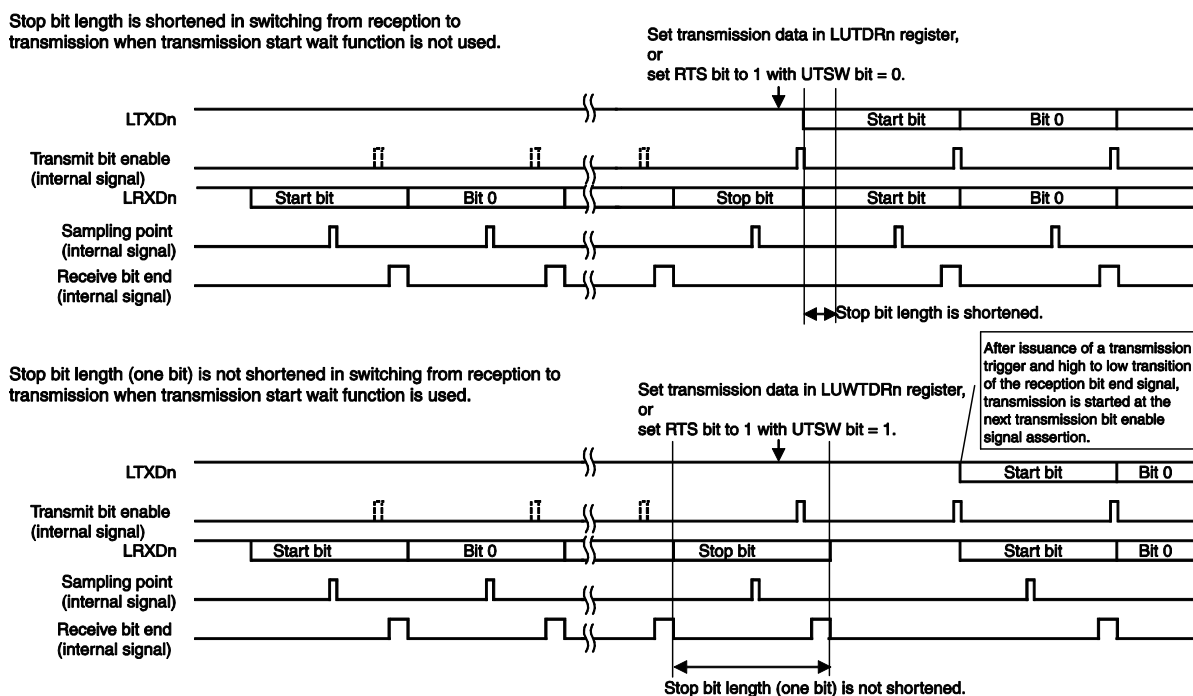 Stop bit length is shortened in switching from reception to
transmission when transmission start wait function is not used.
Set transmission data in LUTDRn register,
or
set RTS bit to 1 with UTSW bit = 0.
LTXDn
Start bit
Bit 0
Transmit bit enable
(internal signal)
LRXDn
Start bit
Bit 0
Stop bit
Start bit
Bit 0
Sampling point
(internal signal)
Receive bit end
(internal signal)
Stop bit length is shortened.
After issuance of a transmission
trigger and high to low transition
of the reception bit end signal,
transmission is started at the
next transmission bit enable
signal assertion.
Stop bit length (one bit) is not shortened in switching from reception to
transmission when transmission start wait function is used.
Set transmission data in LUWTDRn register,
or
set RTS bit to 1 with UTSW bit = 1.
LTXDn
Start bit
Bit 0
Transmit bit enable
(internal signal)
LRXDn
Start bit
Bit 0
Stop bit
Start bit
Bit 0
Sampling point
(internal signal)
Receive bit end
(internal signal)
Stop bit length (one bit) is not shortened.